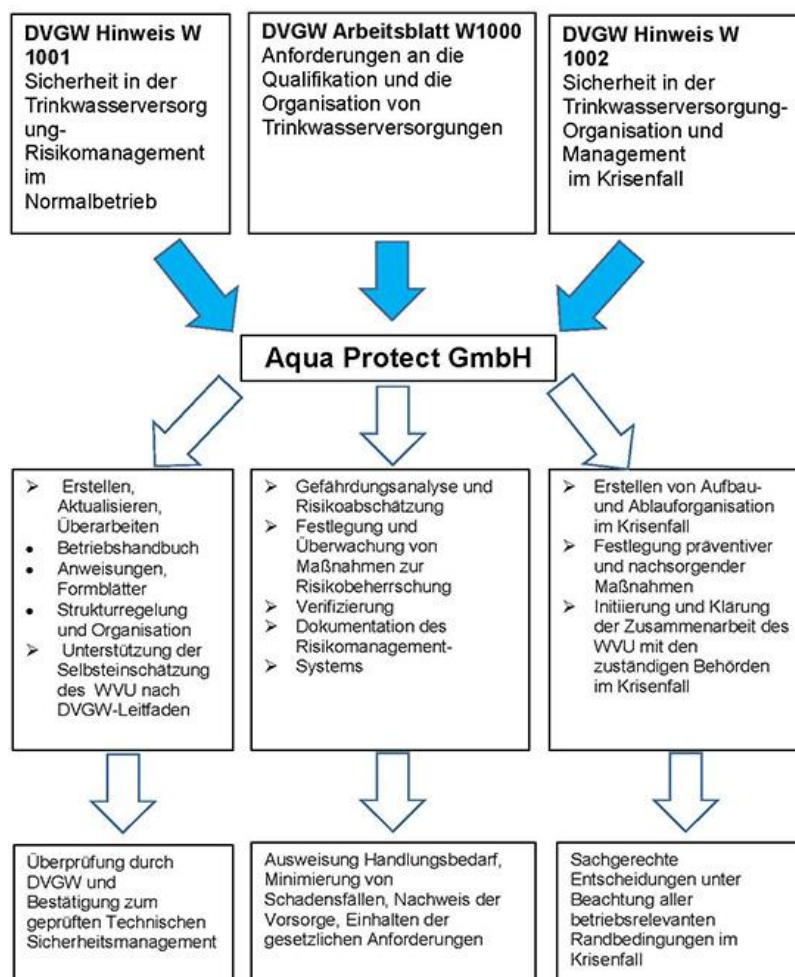 DVGW Hinweis W
1001
Sicherheit in der
Trinkwasserversorg
ung-
Risikomanagement
im
Normalbetrieb
DVGW Arbeitsblatt W1000
Anforderungen an die
Qualifikation und die
Organisation von
Trinkwasserversorgungen
DVGW Hinweis W
1002
Sicherheit in der
Trinkwasserversorgung-
Organisation und
Management
im Krisenfall
Aqua Protect GmbH
➢ Erstellen,
Aktualisieren,
Überarbeiten
• Betriebshandbuch
• Anweisungen,
Formblätter
• Strukturregelung
und Organisation
➢ Unterstützung der
Selbsteinschätzung
des WVU nach
DVGW-Leitfaden
➢ Gefährdungsanalyse und
Risikoabschätzung
➢ Festlegung und
Überwachung von
Maßnahmen zur
Risikobeherrschung
➢ Verifizierung
➢ Dokumentation des
Risikomanagement-
➢ Systems
➢ Erstellen von Aufbau-
und Ablauforganisation
im Krisenfall
➢ Festlegung präventiver
und nachsorgender
Maßnahmen
➢ Initiierung und Klärung
der Zusammenarbeit des
WVU mit den
zuständigen Behörden
im Krisenfall
Überprüfung durch
DVGW und
Bestätigung zum
geprüften Technischen
Sicherheitsmanagement
Ausweisung Handlungsbedarf,
Minimierung von
Schadensfällen, Nachweis der
Vorsorge, Einhalten der
gesetzlichen Anforderungen
Sachgerechte
Entscheidungen unter
Beachtung aller
betriebsrelevanten
Randbedingungen im
Krisenfall